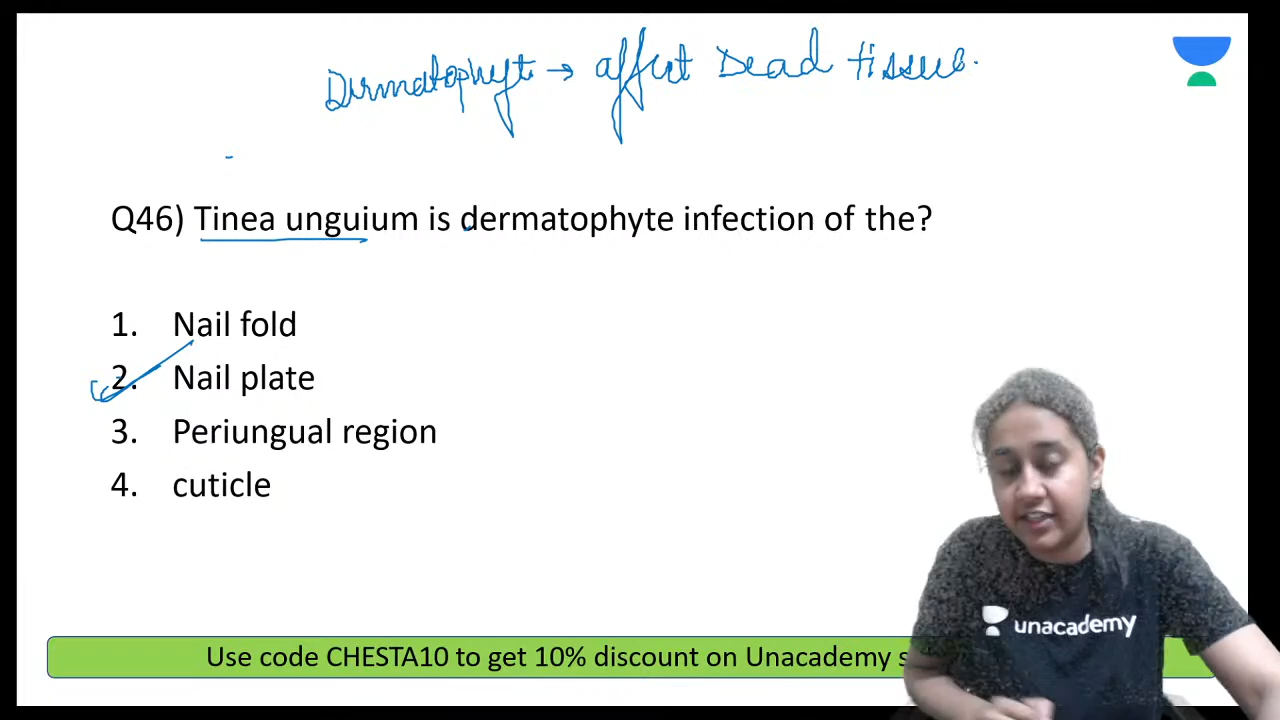 Dermatophyte → affect Dead tissue.
Q46) Tinea unguium is dermatophyte infection of the?
1. Nail fold
2. Nail plate
3. Periungual region
4. cuticle
unacademy
Use code CHESTA10 to get 10% discount on Unacademy s